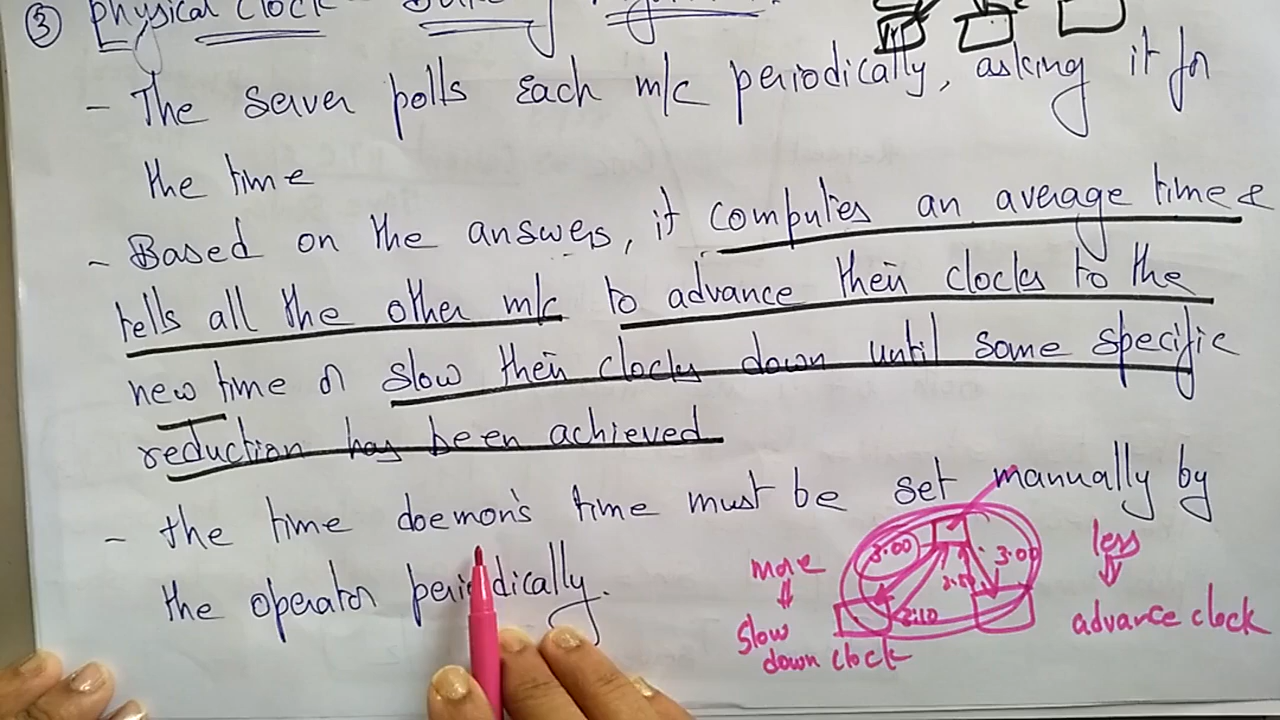 ③ Physical Clock -
- The server polls Each m/c periodically, asking it for
the time
- Based on the answers, it computes an average time &
tells all the other m/c to advance their clocks to the
new time or slow their clocks down until some specific
reduction has been achieved
- the time doemon's time must be set manually by
the operator periodically.
3:00 3:00
2:10
more
slow
down clock
less
advance clock